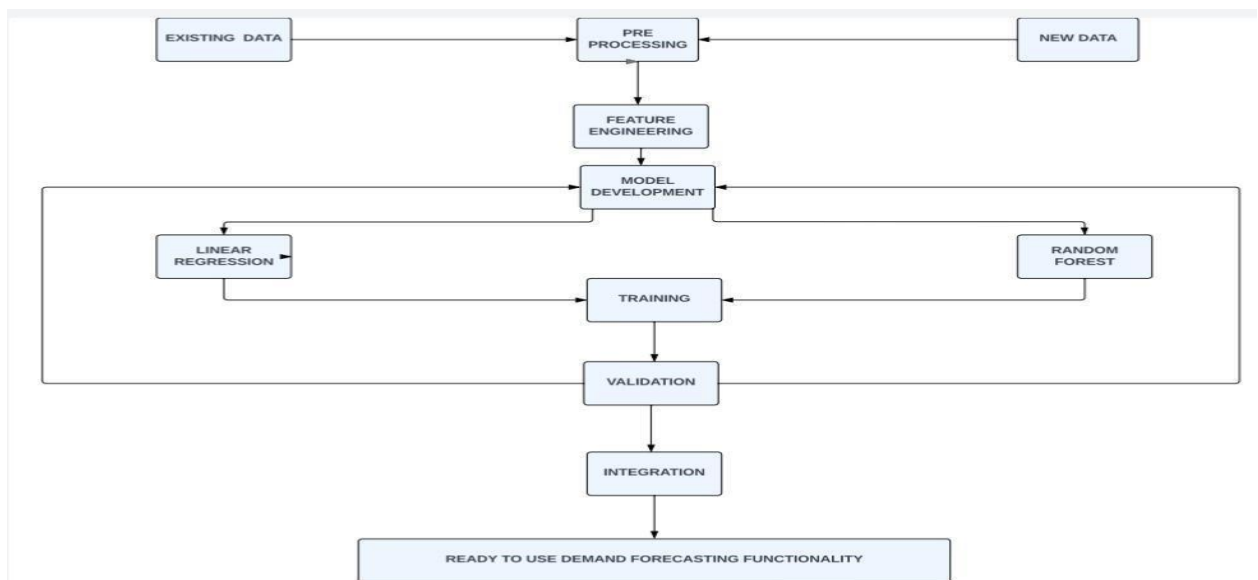 EXISTING DATA
PRE
PROCESSING
NEW DATA
FEATURE
ENGINEERING
MODEL
DEVELOPMENT
LINEAR
REGRESSION
RANDOM
FOREST
TRAINING
VALIDATION
INTEGRATION
READY TO USE DEMAND FORECASTING FUNCTIONALITY